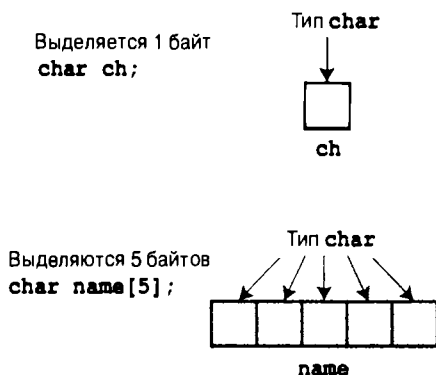 Тип char
Выделяется 1 байт
char ch;
ch
Тип char
Выделяются 5 байтов
char name[5];
name